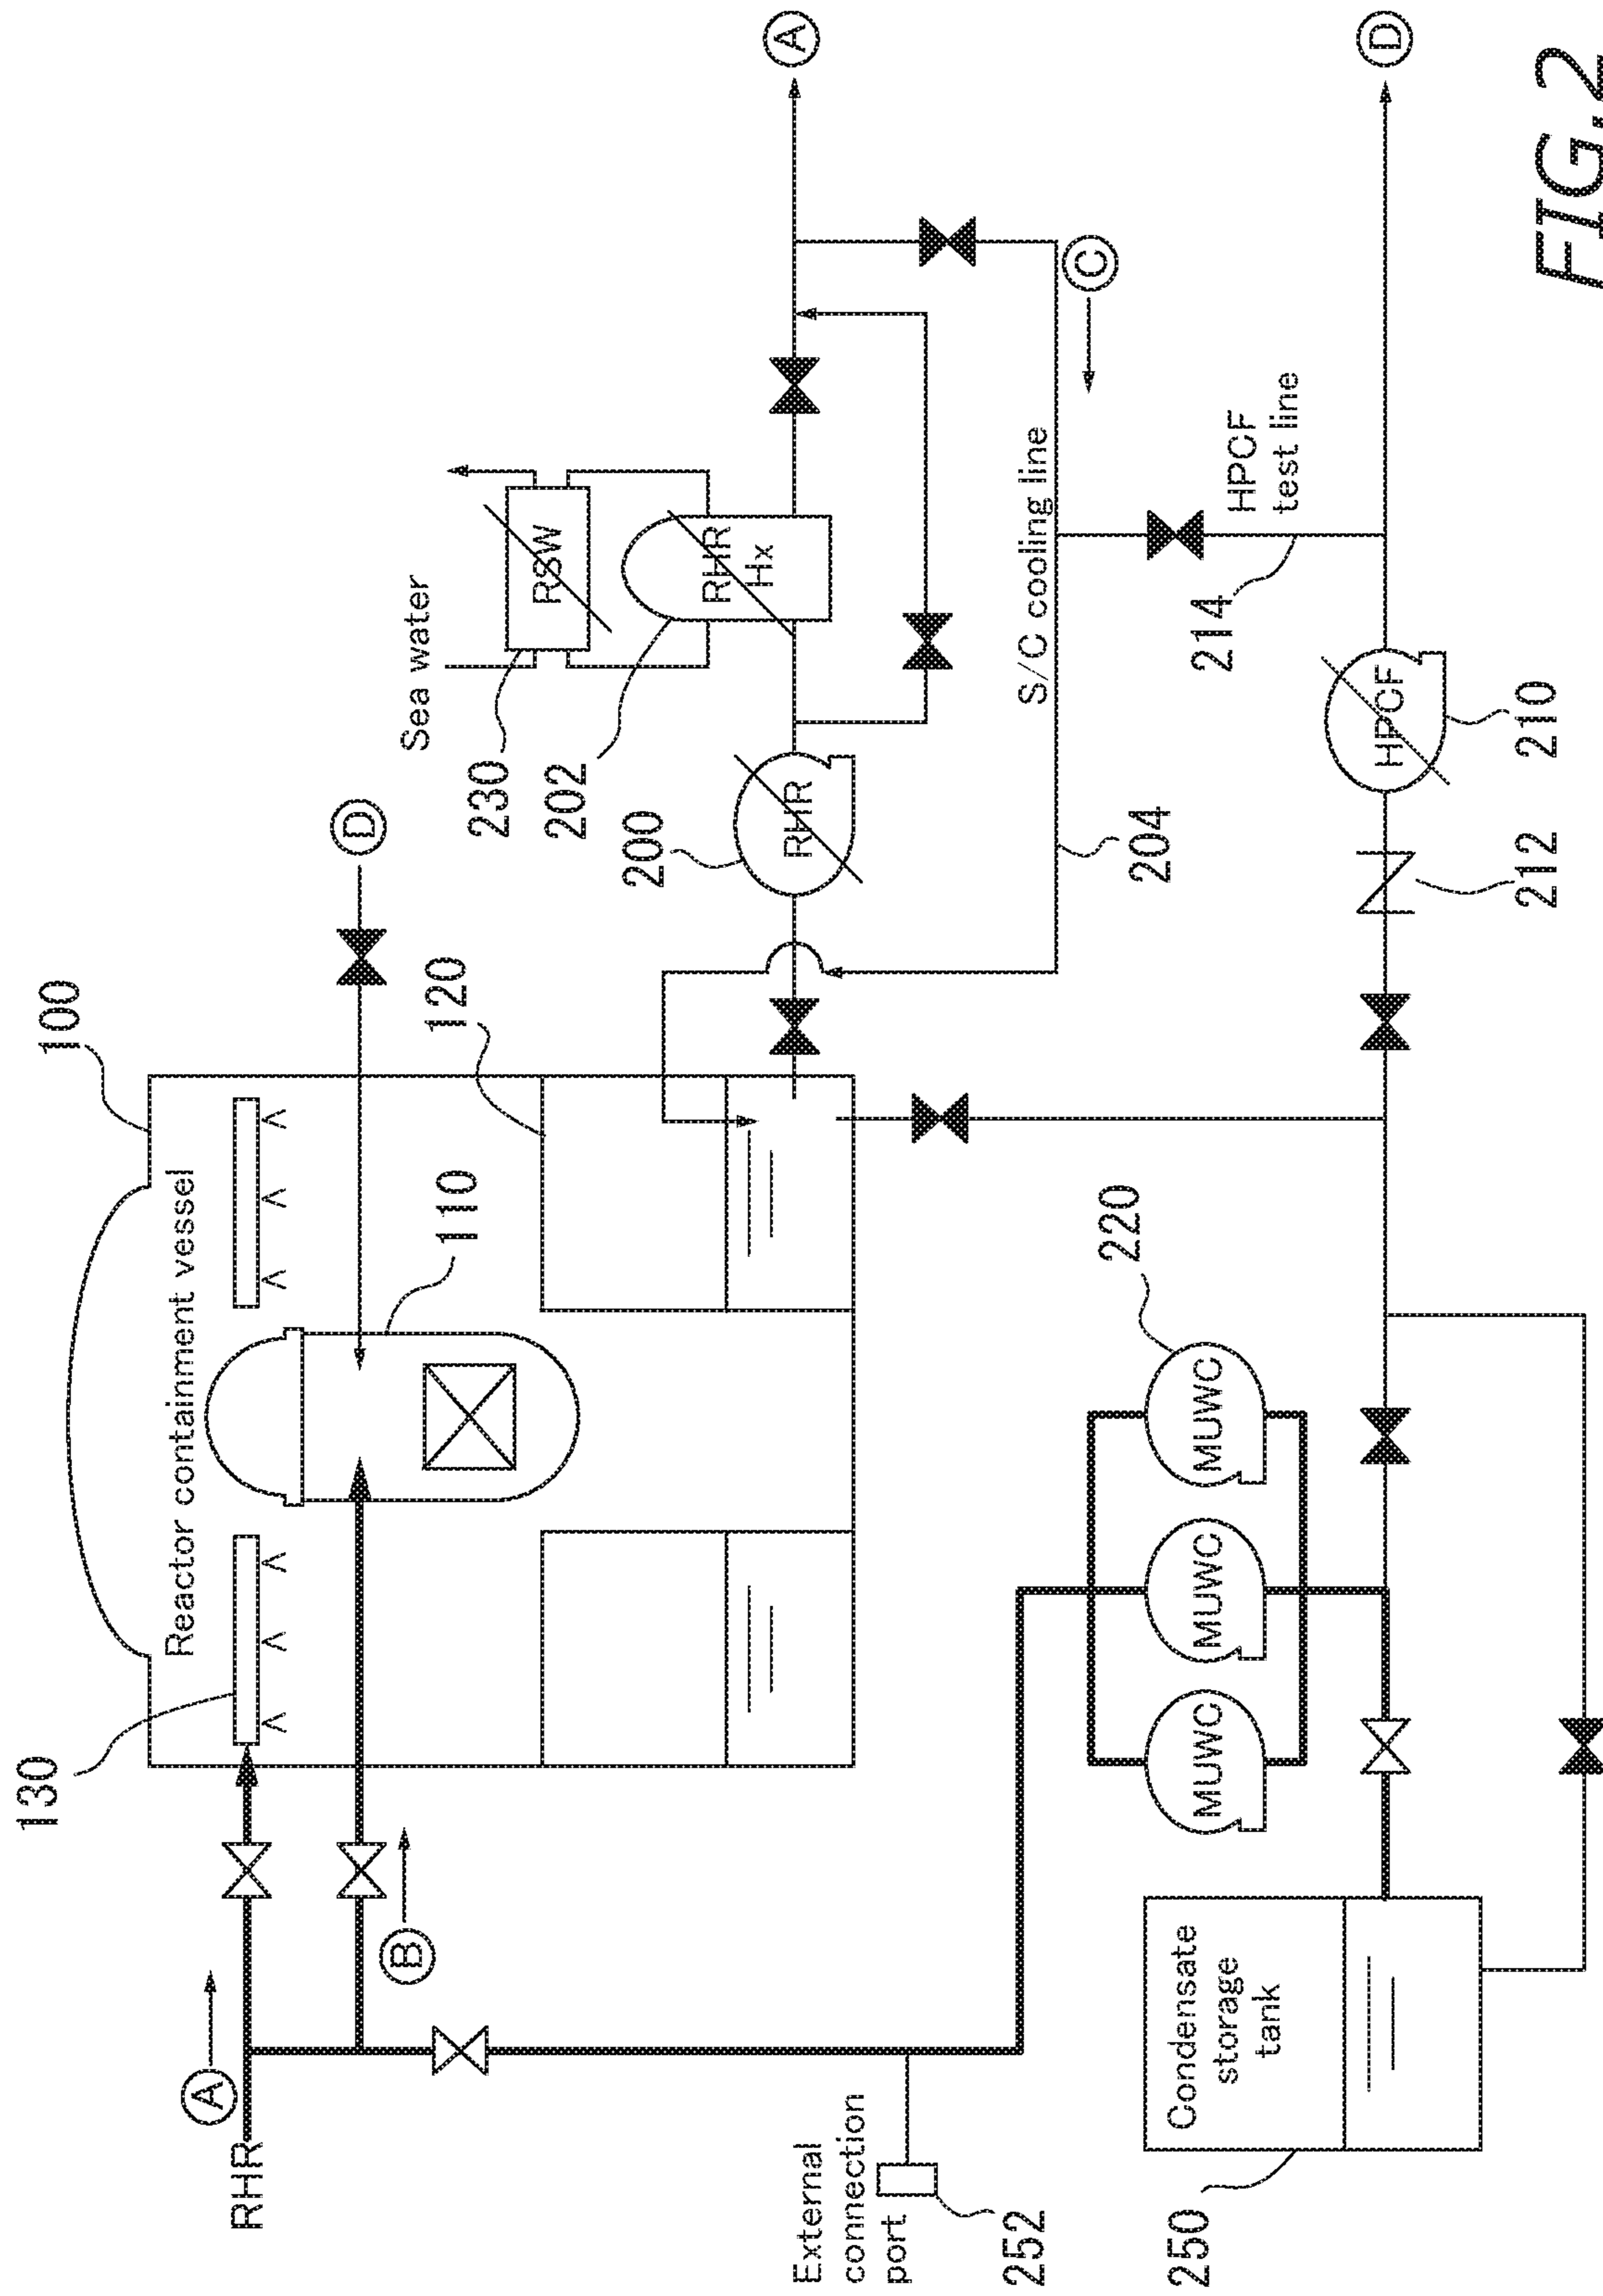 100
Reactor containment vessel
130
110
120
D
A
RHR
B
Sea water
230
RSW
202
RHR
Hx
200
RHR
A
S/C cooling line
204
C
HPCF
test line
214
HPCF
210
212
D
External
connection
port
252
220
MUWC
MUWC
MUWC
Condensate
storage
tank
250
FIG.2